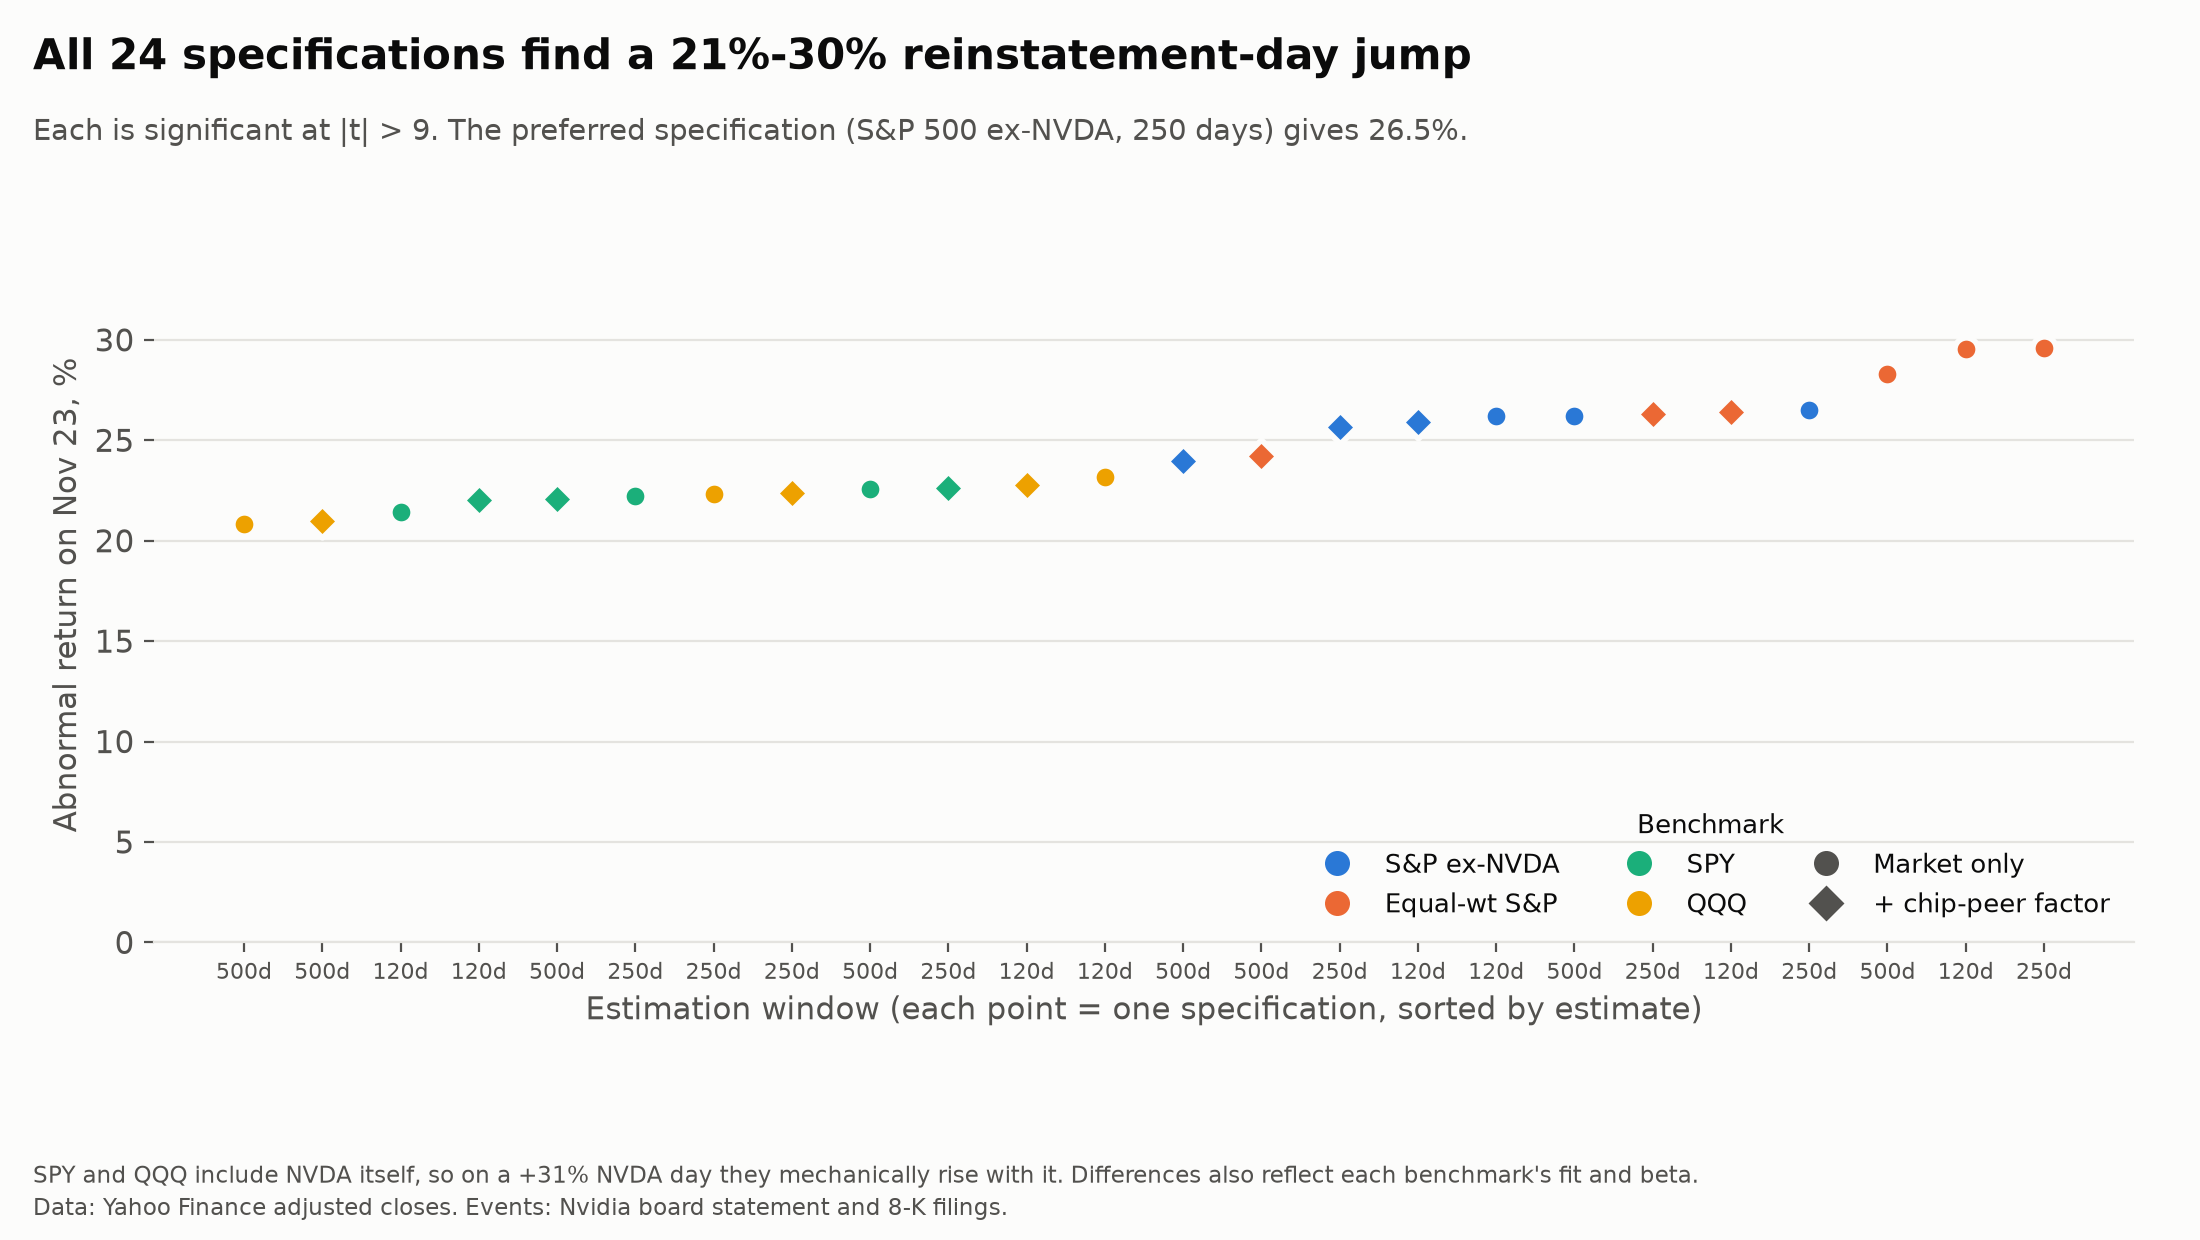 All 24 specifications find a 21%-30% reinstatement-day jump
Each is significant at |t| > 9. The preferred specification (S&P 500 ex-NVDA, 250 days) gives 26.5%.
Abnormal return on Nov 23, %
30
25
20
15
10
5
0
Benchmark
S&P ex-NVDA
SPY
Market only
Equal-wt S&P
QQQ
+ chip-peer factor
500d 500d 120d 120d 500d 250d 250d 250d 500d 250d 120d 120d 500d 500d 250d 120d 120d 500d 250d 120d 250d 500d 120d 250d
Estimation window (each point = one specification, sorted by estimate)
SPY and QQQ include NVDA itself, so on a +31% NVDA day they mechanically rise with it. Differences also reflect each benchmark's fit and beta.
Data: Yahoo Finance adjusted closes. Events: Nvidia board statement and 8-K filings.